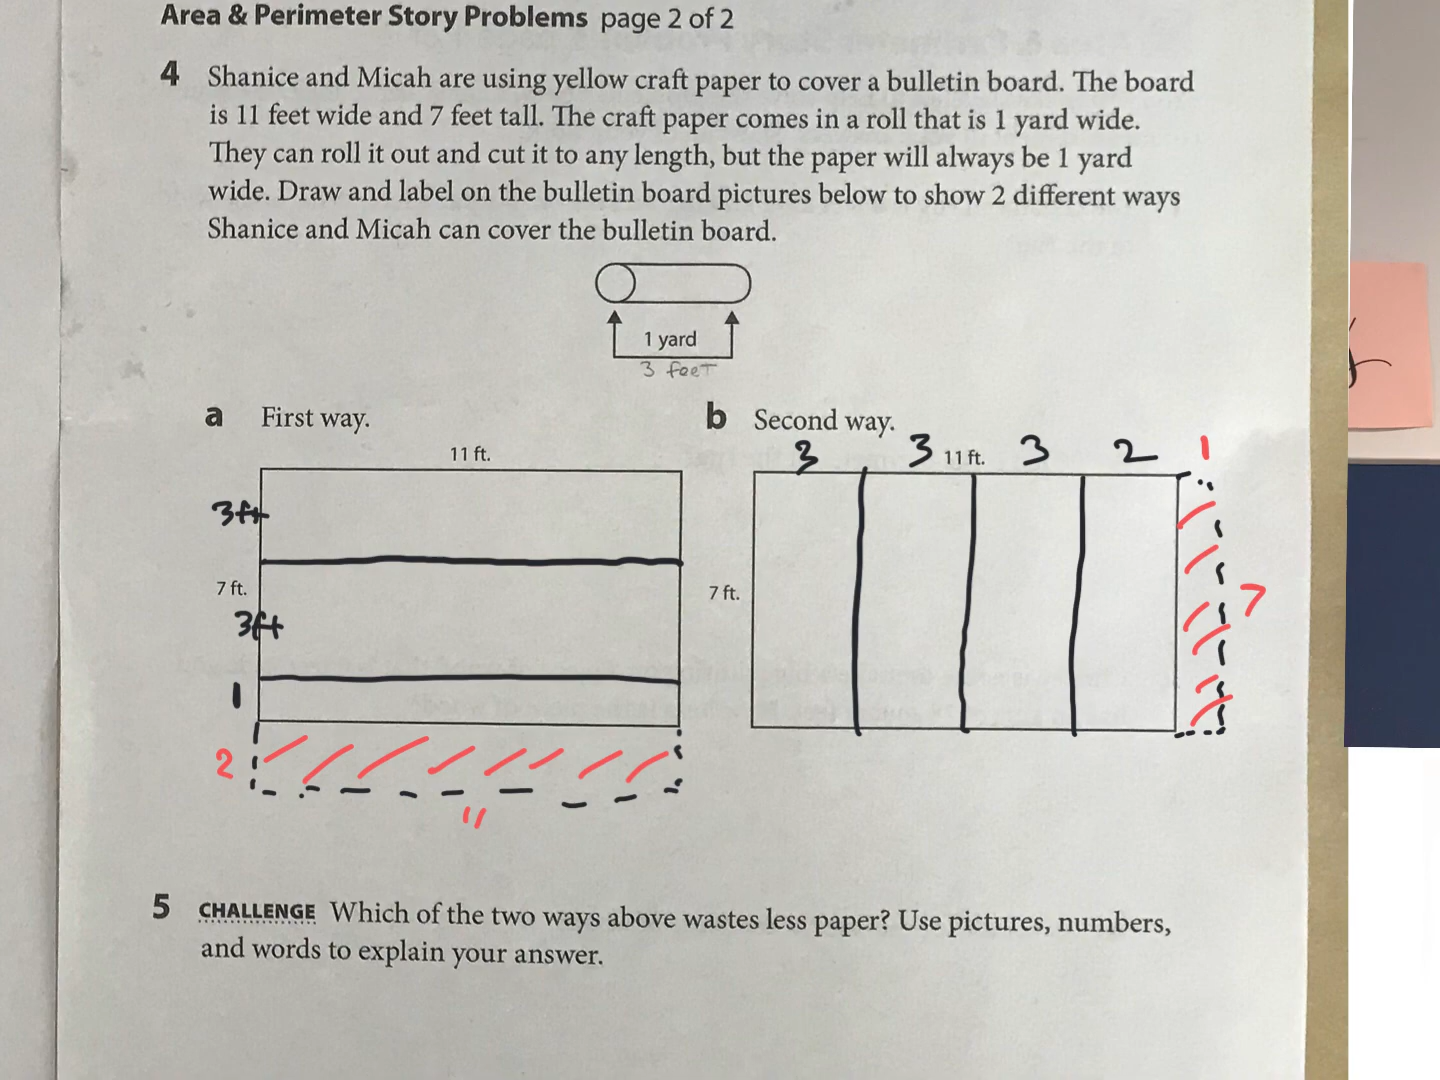 Area & Perimeter Story Problems page 2 of 2
4 Shanice and Micah are using yellow craft paper to cover a bulletin board. The board
is 11 feet wide and 7 feet tall. The craft paper comes in a roll that is 1 yard wide.
They can roll it out and cut it to any length, but the paper will always be 1 yard
wide. Draw and label on the bulletin board pictures below to show 2 different ways
Shanice and Micah can cover the bulletin board.
1 yard
3 feet
a First way.
11 ft.
3ft
7 ft.
3ft
1
2
11
b Second way.
3 3 11 ft. 3 2 1
7 ft.
7
5 CHALLENGE Which of the two ways above wastes less paper? Use pictures, numbers,
and words to explain your answer.